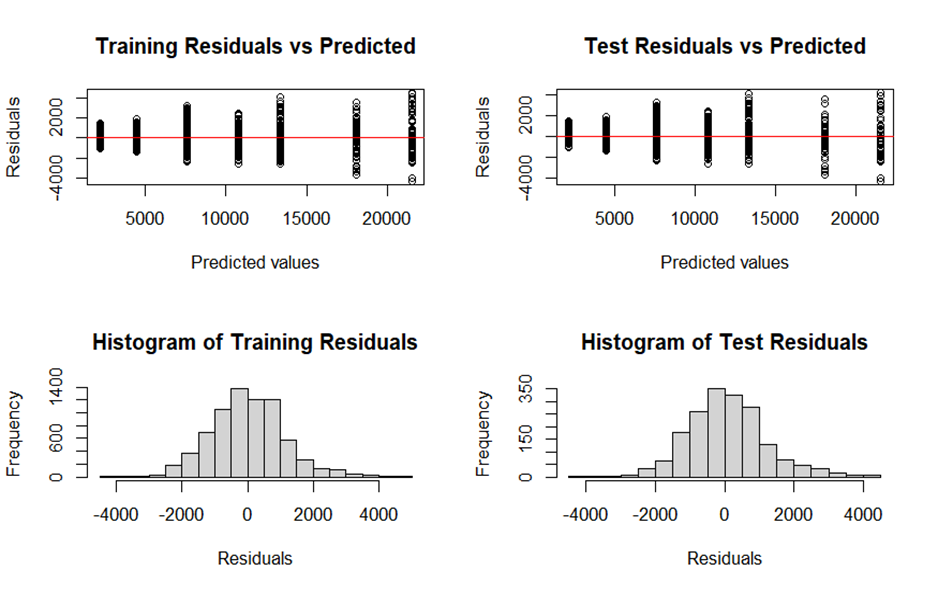 Training Residuals vs Predicted
Residuals
2000
-4000
5000 10000 15000 20000
Predicted values
Test Residuals vs Predicted
Residuals
2000
-4000
5000 10000 15000 20000
Predicted values
Histogram of Training Residuals
Frequency
1400
600
0
-4000 -2000 0 2000 4000
Residuals
Histogram of Test Residuals
Frequency
350
150
0
-4000 -2000 0 2000 4000
Residuals